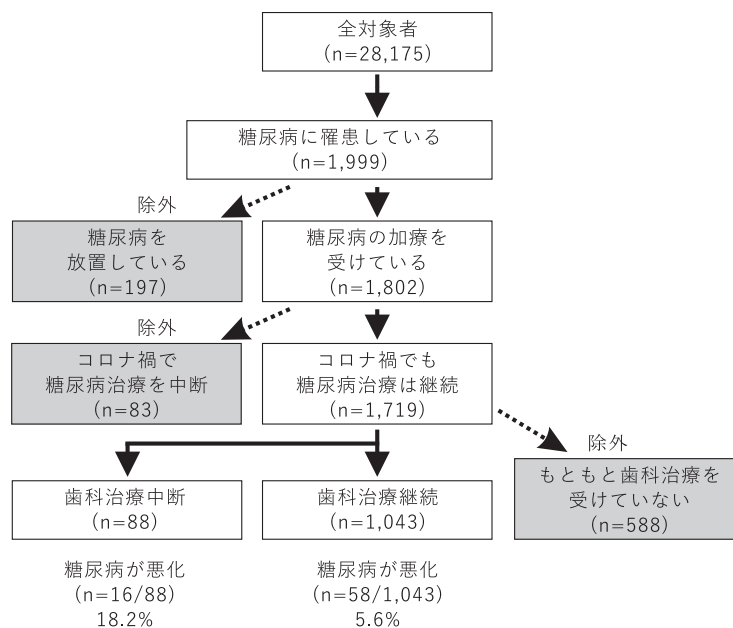 全対象者
(n=28,175)
糖尿病に罹患している
(n=1,999)
除外
糖尿病を
放置している
(n=197)
糖尿病の加療を
受けている
(n=1,802)
除外
コロナ禍で
糖尿病治療を中断
(n=83)
コロナ禍でも
糖尿病治療は継続
(n=1,719)
除外
もともと歯科治療を
受けていない
(n=588)
歯科治療中断
(n=88)
歯科治療継続
(n=1,043)
糖尿病が悪化
(n=16/88)
18.2%
糖尿病が悪化
(n=58/1,043)
5.6%